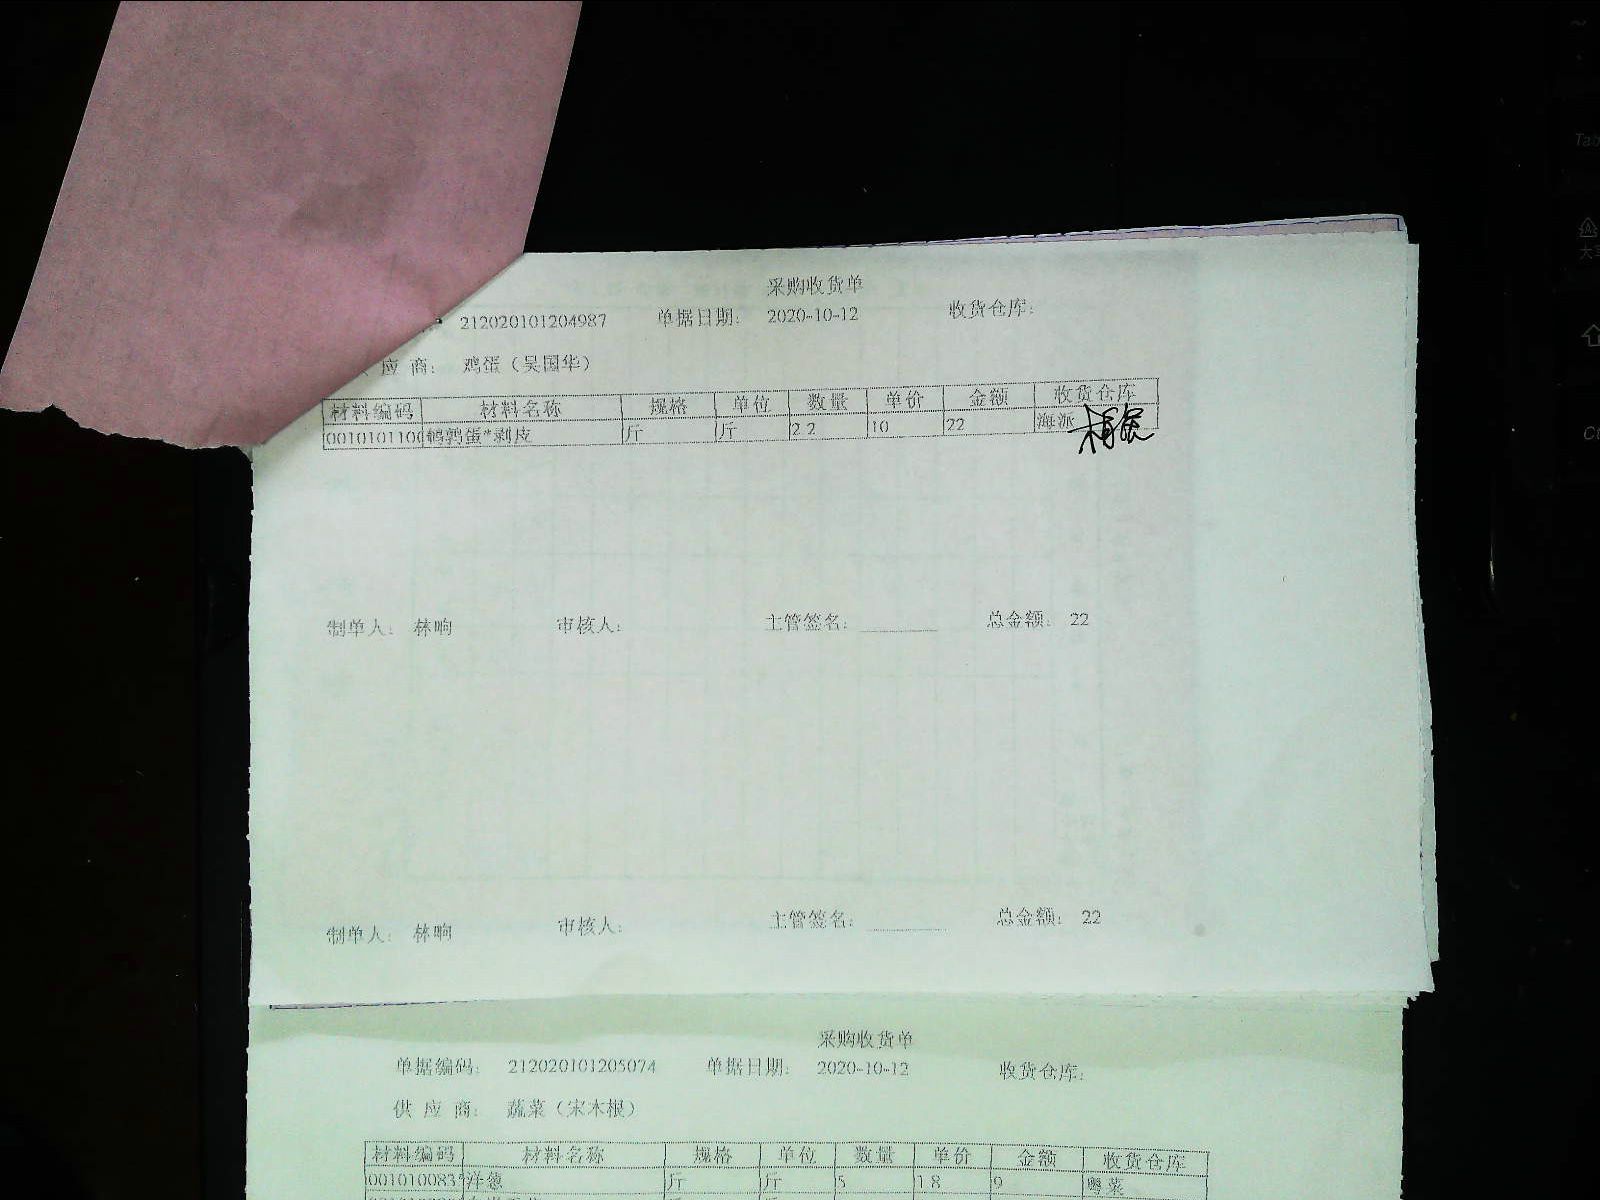 采购收货单
212020101204987 单据日期: 2020-10-12 收货仓库:
应 商: 鸡蛋（吴国华）
材料编码 材料名称 规格 单位 数量 单价 金额 收货仓库
0010101100 鹌鹑蛋*剥皮 斤 斤 2.2 10 22 海派
制单人: 林响 审核人: 主管签名: 总金额: 22
制单人: 林响 审核人: 主管签名: 总金额: 22
采购收货单
单据编码: 212020101205074 单据日期: 2020-10-12 收货仓库:
供 应 商: 蔬菜（宋木根）
材料编码 材料名称 规格 单位 数量 单价 金额 收货仓库
001010083 洋葱 斤 斤 5 1.8 9 粤菜